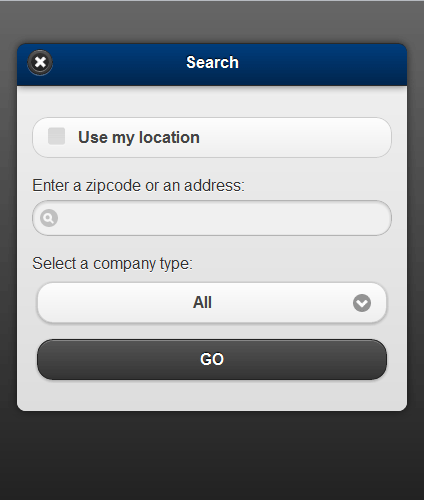 Search
Use my location
Enter a zipcode or an address:
Select a company type:
All
GO